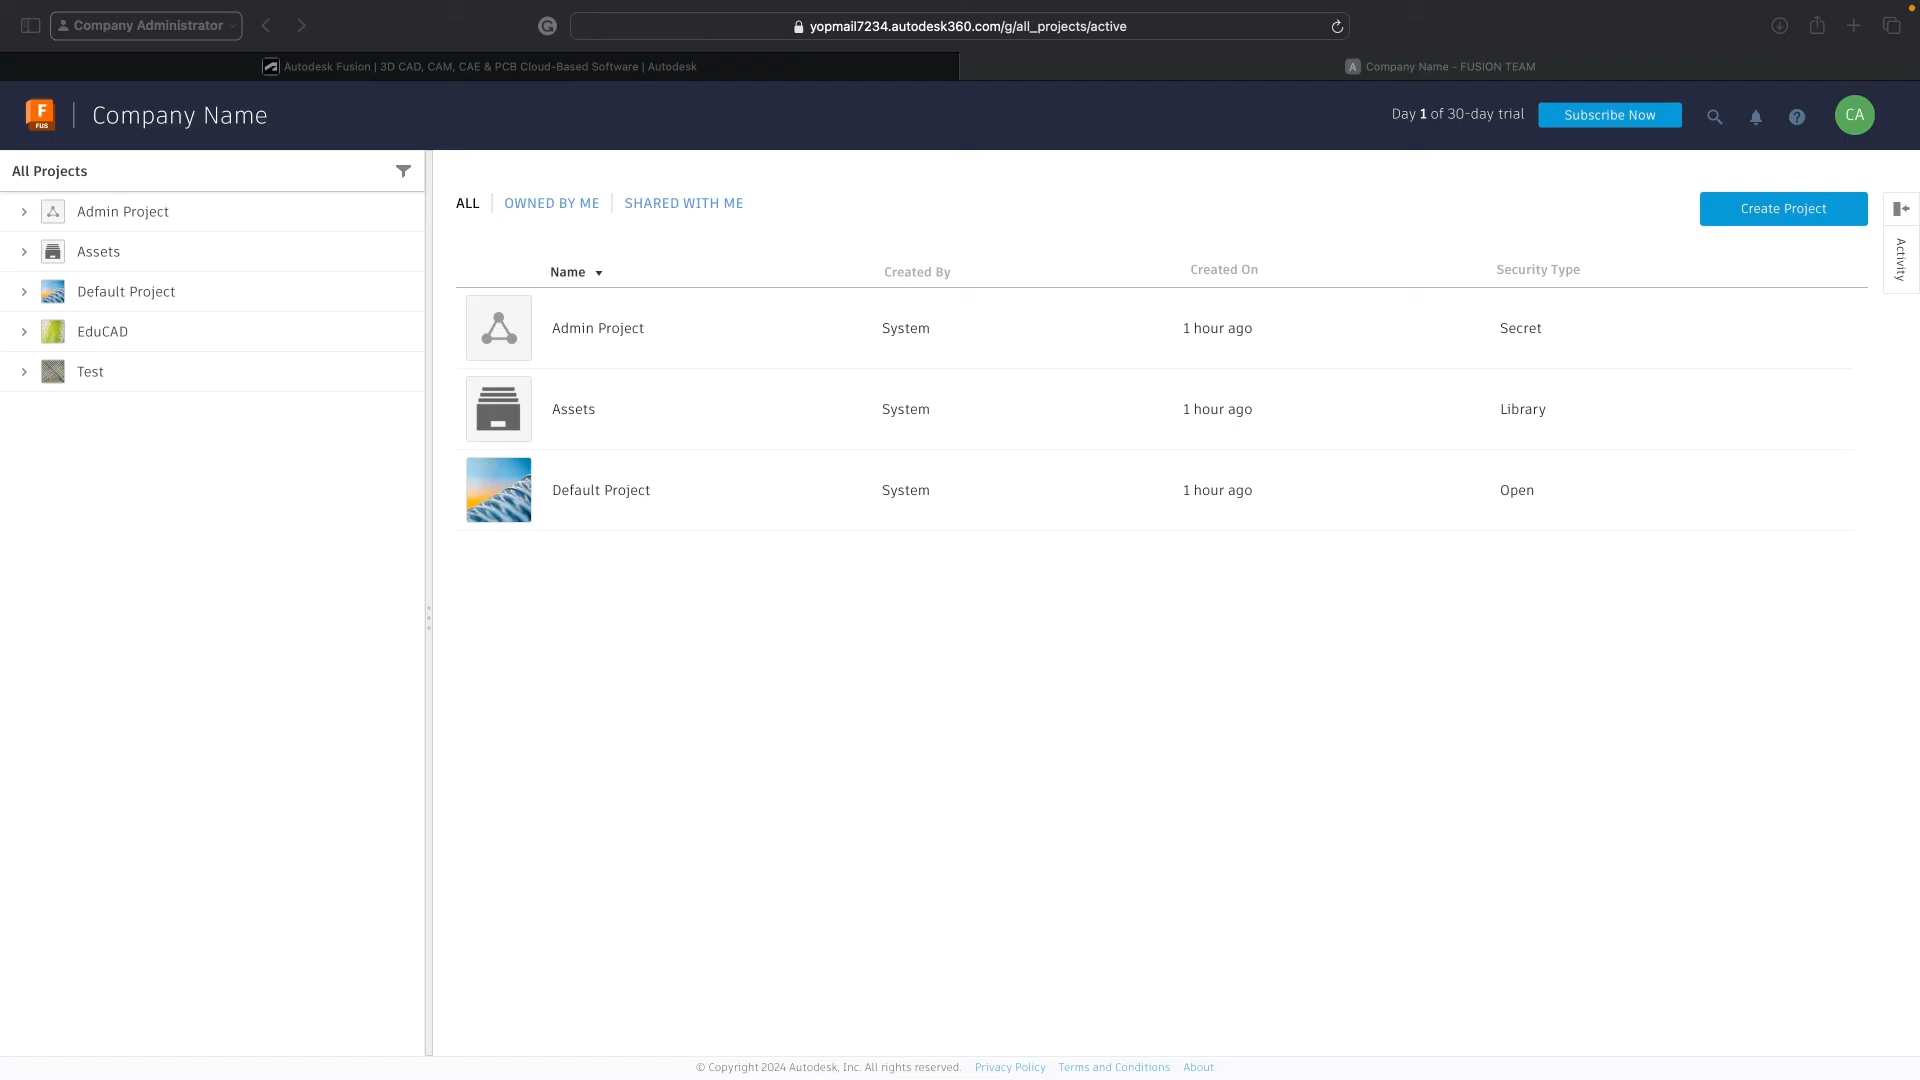 Company Administrator
yopmail7234.autodesk360.com/g/all_projects/active
Autodesk Fusion | 3D CAD, CAM, CAE & PCB Cloud-Based Software | Autodesk
A Company Name - FUSION TEAM
F
FUS
Company Name
Day 1 of 30-day trial
Subscribe Now
?
CA
All Projects
Admin Project
Assets
Default Project
EduCAD
Test
ALL
OWNED BY ME
SHARED WITH ME
Create Project
Activity
Name
Created By
Created On
Security Type
Admin Project
System
1 hour ago
Secret
Assets
System
1 hour ago
Library
Default Project
System
1 hour ago
Open
© Copyright 2024 Autodesk, Inc. All rights reserved.
Privacy Policy
Terms and Conditions
About